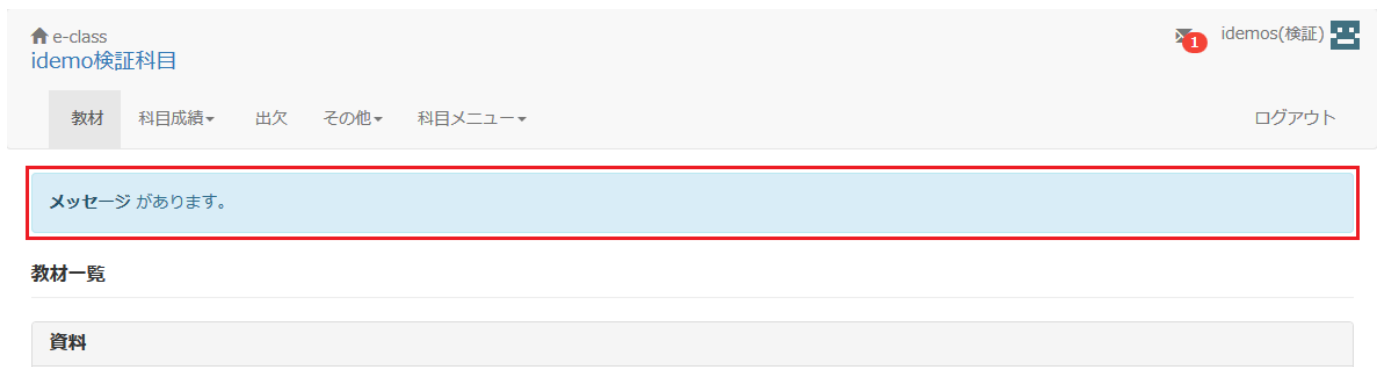 e-class
idemo検証科目
1
idemos(検証)
教材 科目成績 出欠 その他 科目メニュー ログアウト
メッセージ があります。
教材一覧
資料